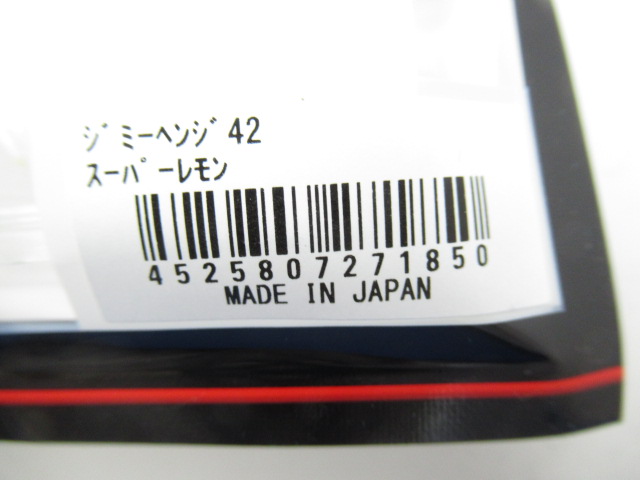 ｼﾞﾐｰﾍﾝｼﾞ42
ｽｰﾊﾟｰﾚﾓﾝ
4525807271850
MADE IN JAPAN